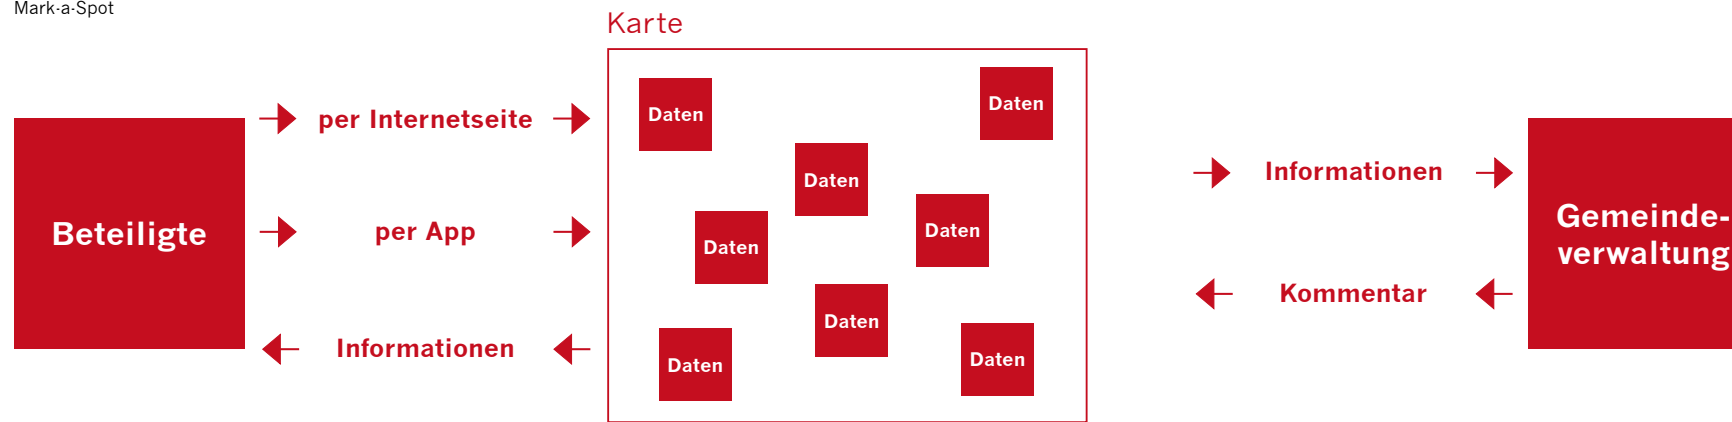 Mark-a-Spot
Karte
Daten
Daten
per Internetseite
Daten
Informationen
Daten
Gemeinde-
verwaltung
Beteiligte
per App
Daten
Kommentar
Daten
Informationen
Daten
Daten